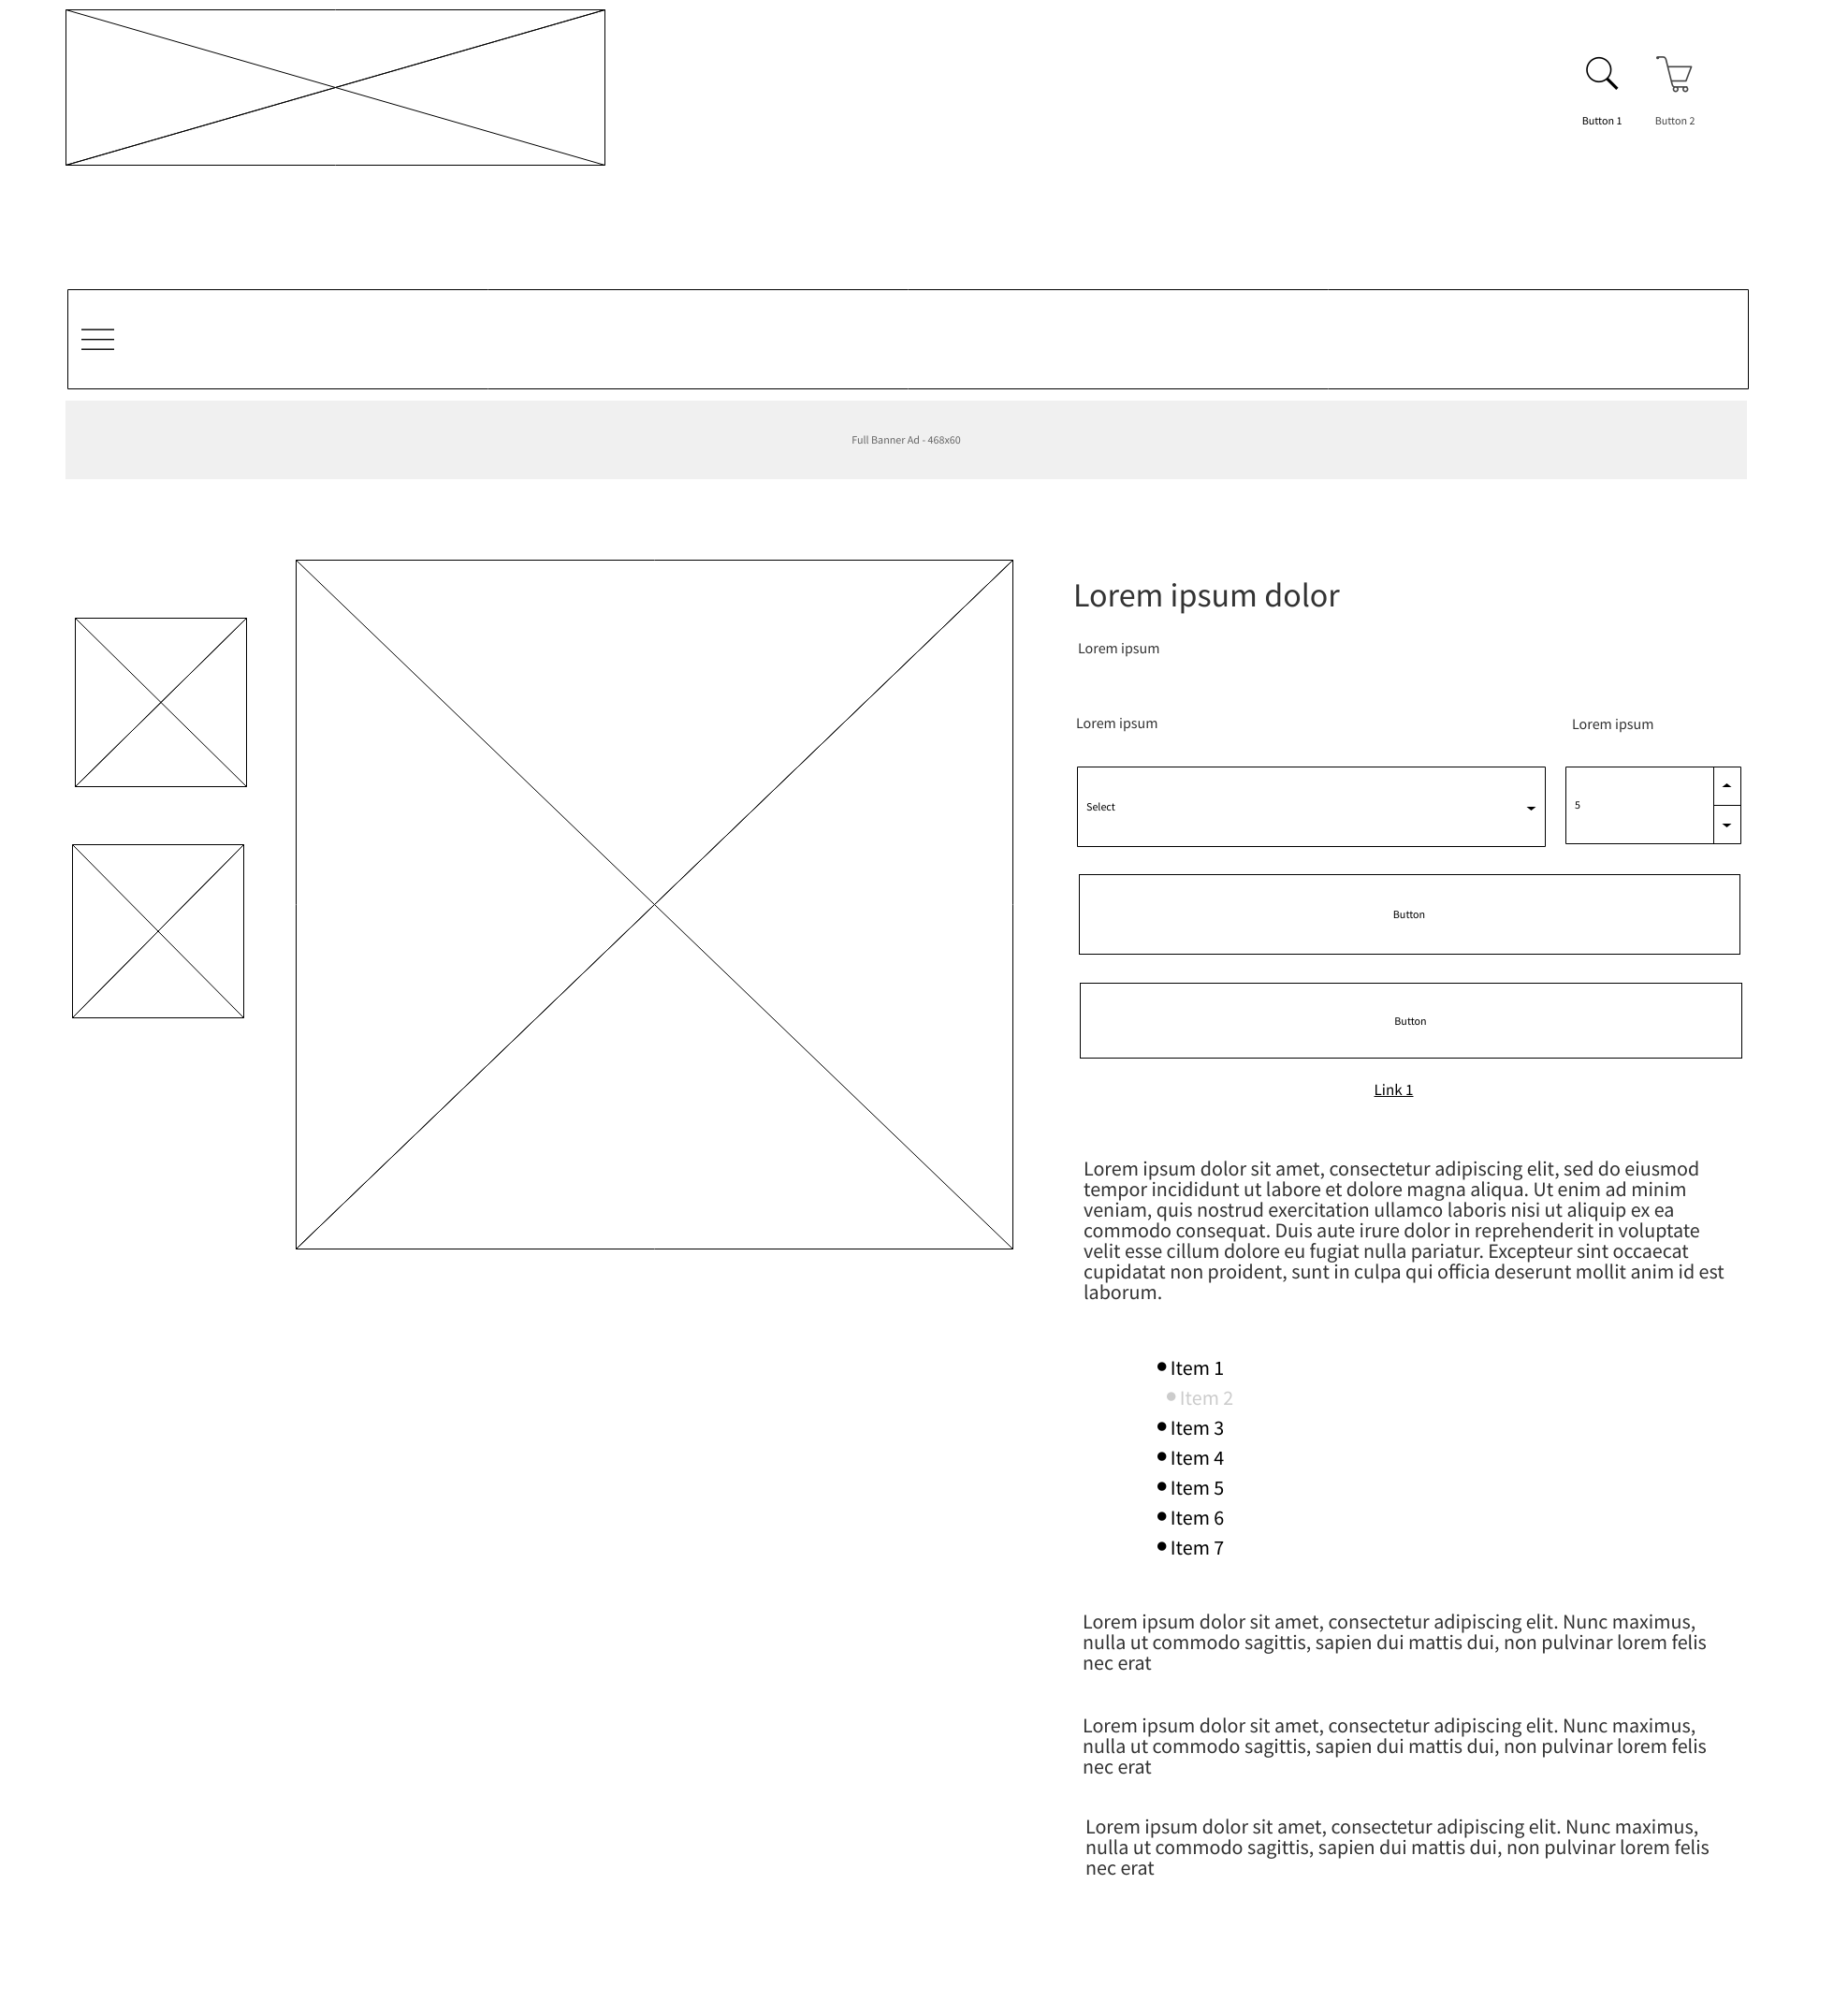 Button 1
Button 2
Full Banner Ad - 468x60
Lorem ipsum dolor
Lorem ipsum
Lorem ipsum
Lorem ipsum
Select
5
Button
Button
Link 1
Lorem ipsum dolor sit amet, consectetur adipiscing elit, sed do eiusmod
tempor incididunt ut labore et dolore magna aliqua. Ut enim ad minim
veniam, quis nostrud exercitation ullamco laboris nisi ut aliquip ex ea
commodo consequat. Duis aute irure dolor in reprehenderit in voluptate
velit esse cillum dolore eu fugiat nulla pariatur. Excepteur sint occaecat
cupidatat non proident, sunt in culpa qui officia deserunt mollit anim id est
laborum.
Item 1
Item 2
Item 3
Item 4
Item 5
Item 6
Item 7
Lorem ipsum dolor sit amet, consectetur adipiscing elit. Nunc maximus,
nulla ut commodo sagittis, sapien dui mattis dui, non pulvinar lorem felis
nec erat
Lorem ipsum dolor sit amet, consectetur adipiscing elit. Nunc maximus,
nulla ut commodo sagittis, sapien dui mattis dui, non pulvinar lorem felis
nec erat
Lorem ipsum dolor sit amet, consectetur adipiscing elit. Nunc maximus,
nulla ut commodo sagittis, sapien dui mattis dui, non pulvinar lorem felis
nec erat